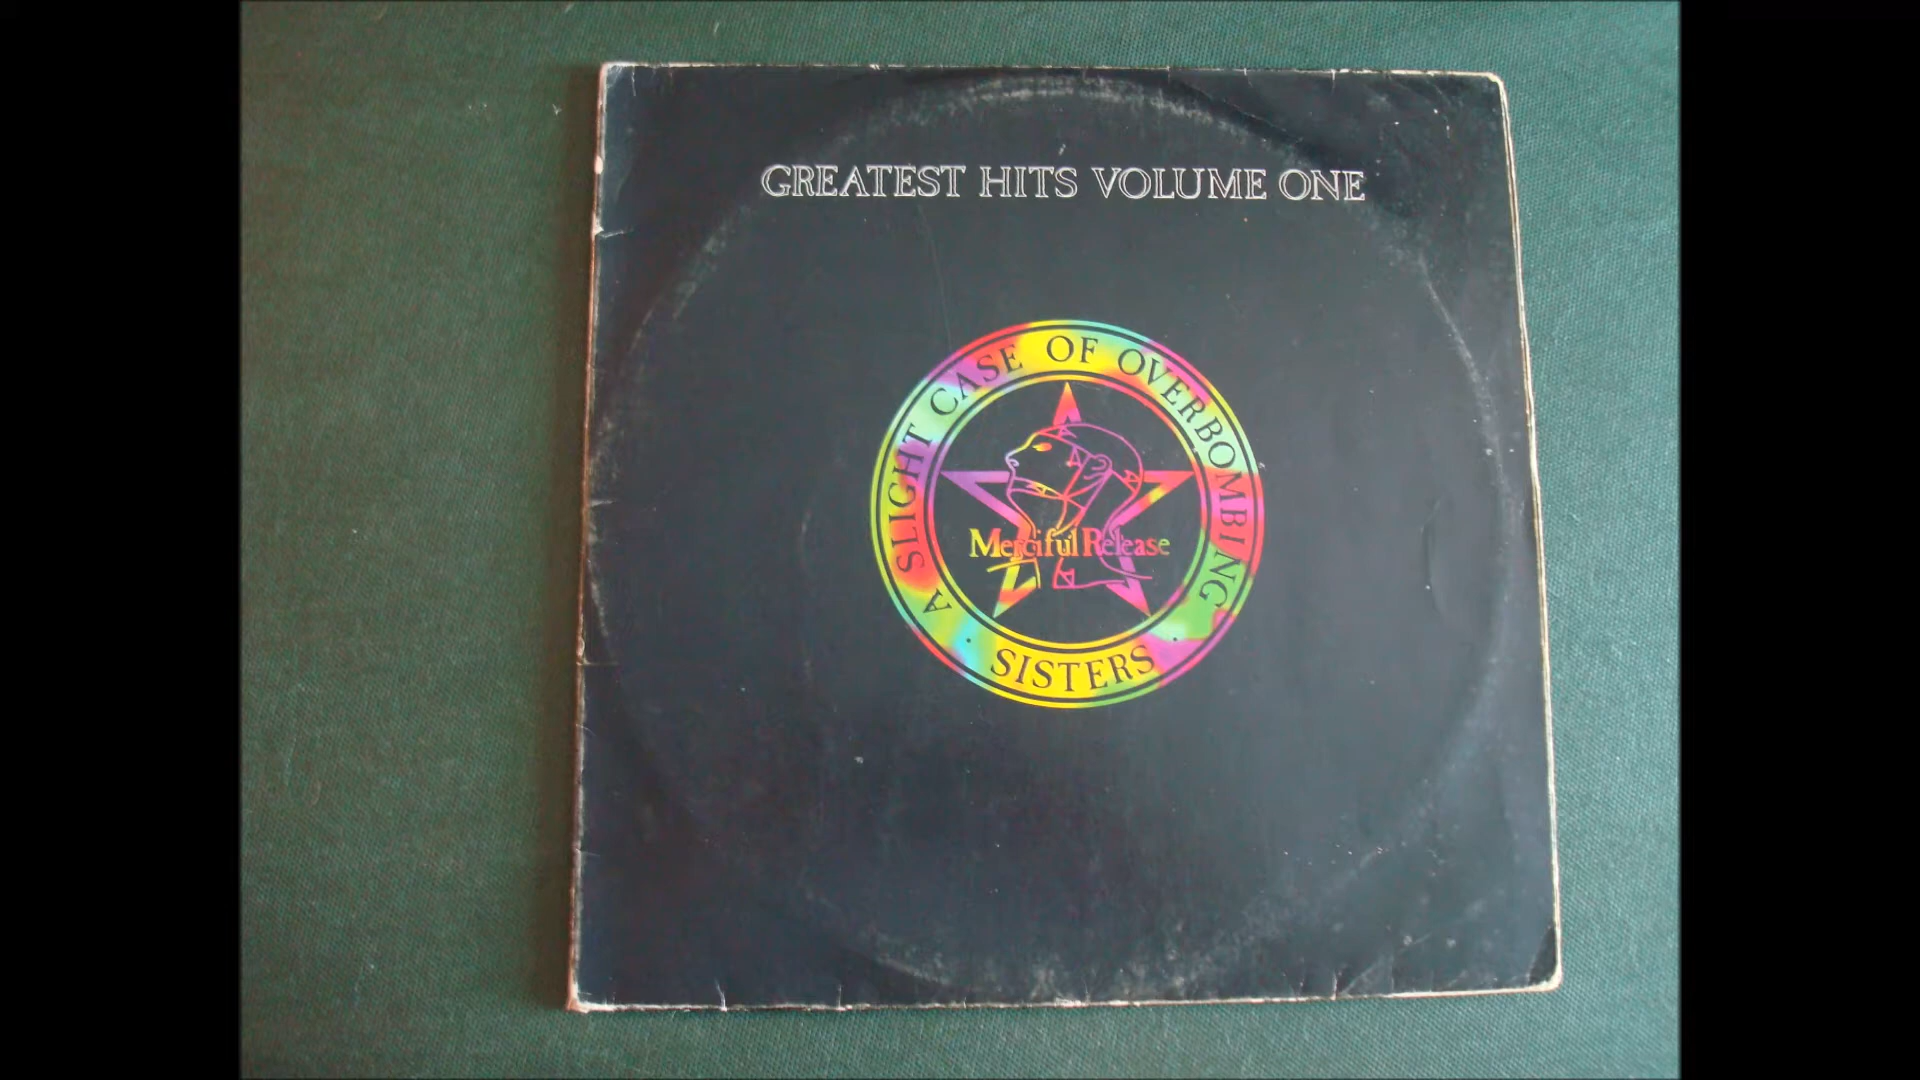 GREATEST HITS VOLUME ONE
A SLIGHT CASE OF OVERBOMBING
Merciful Release
· SISTERS ·